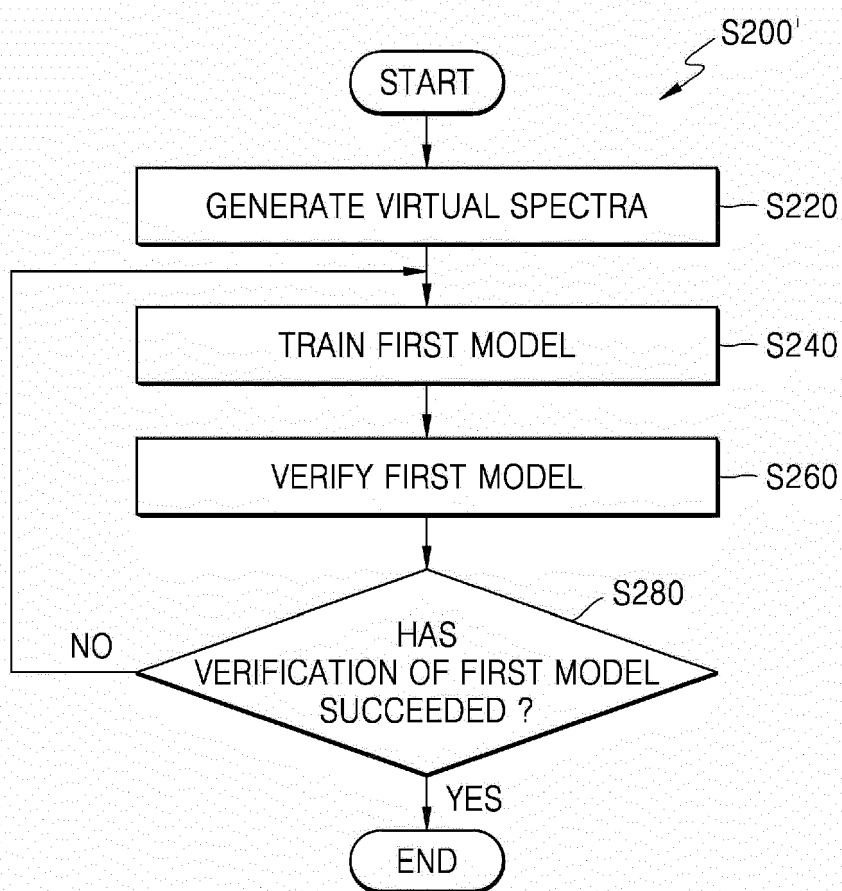 S200'
START
GENERATE VIRTUAL SPECTRA
S220
TRAIN FIRST MODEL
S240
VERIFY FIRST MODEL
S260
S280
HAS
VERIFICATION OF FIRST MODEL
SUCCEEDED ?
NO
YES
END